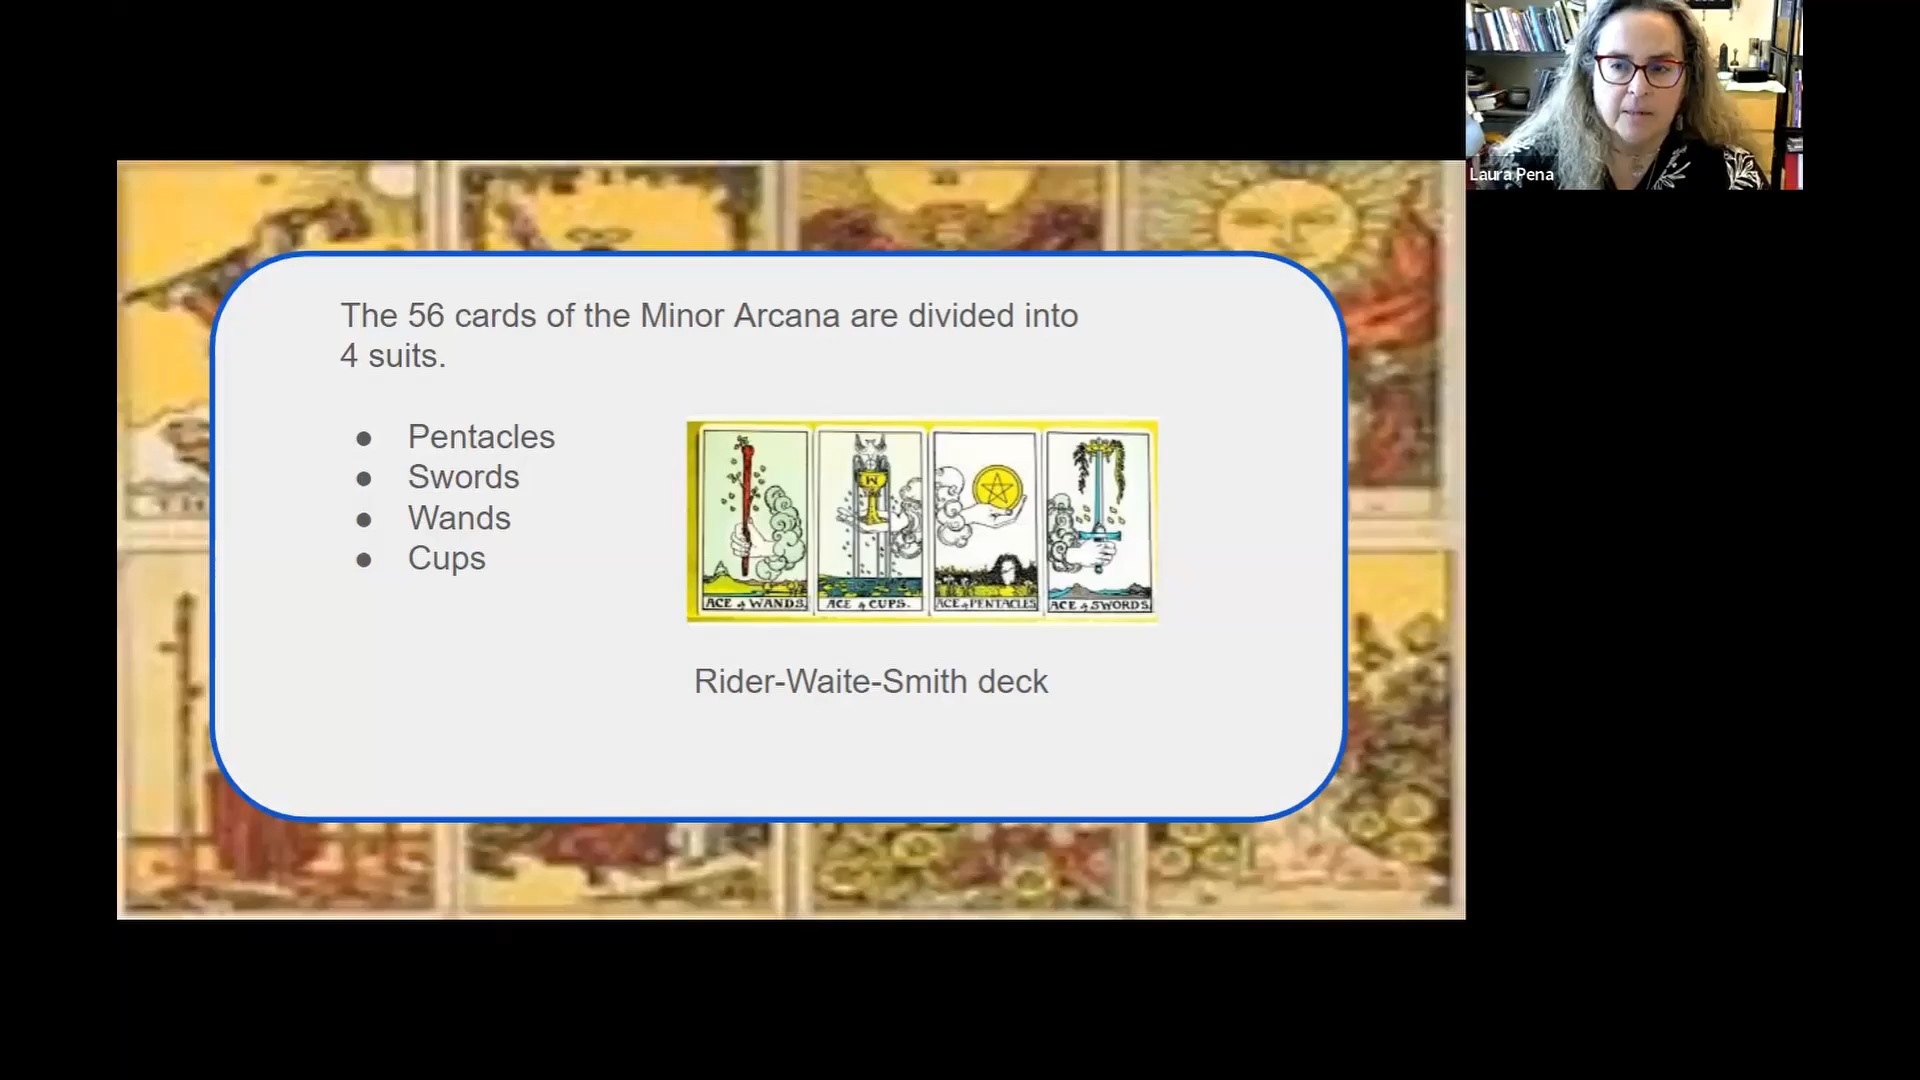 Laura Pena
The 56 cards of the Minor Arcana are divided into
4 suits.
● Pentacles
● Swords
● Wands
● Cups
ACE of WANDS.
ACE of CUPS.
ACE of PENTACLES
ACE of SWORDS.
Rider-Waite-Smith deck